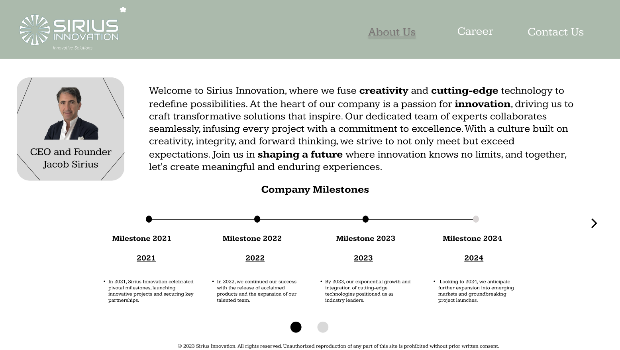 SIRIUS
INNOVATION
About Us
Career
Contact Us
CEO and Founder
Jacob Sirius
Welcome to Sirius Innovation, where we fuse creativity and cutting-edge technology to
redefine possibilities. At the heart of our company is a passion for innovation, driving us to
craft transformative solutions that inspire. Our dedicated team of experts collaborates
seamlessly, infusing every project with a commitment to excellence. With a culture built on
creativity, integrity, and forward thinking, we strive to not only meet but exceed
expectations. Join us in shaping a future where innovation knows no limits, and together,
let's create meaningful and enduring experiences.
Company Milestones
Milestone 2021
Milestone 2022
Milestone 2023
Milestone 2024
2021
2022
2023
2024
• In 2021, Sirius Innovation celebrated
pivotal milestones, launching
innovative projects and securing key
partnerships.
• In 2022, we continued our success
with the release of acclaimed
products and the expansion of our
talented team.
• By 2023, our exponential growth and
integration of cutting-edge
technologies positioned us as
industry leaders.
• Looking to 2024, we anticipate
further expansion into emerging
markets and groundbreaking
project launches.
© 2023 Sirius Innovation. All rights reserved. Unauthorized reproduction of any part of this site is prohibited without prior written consent.